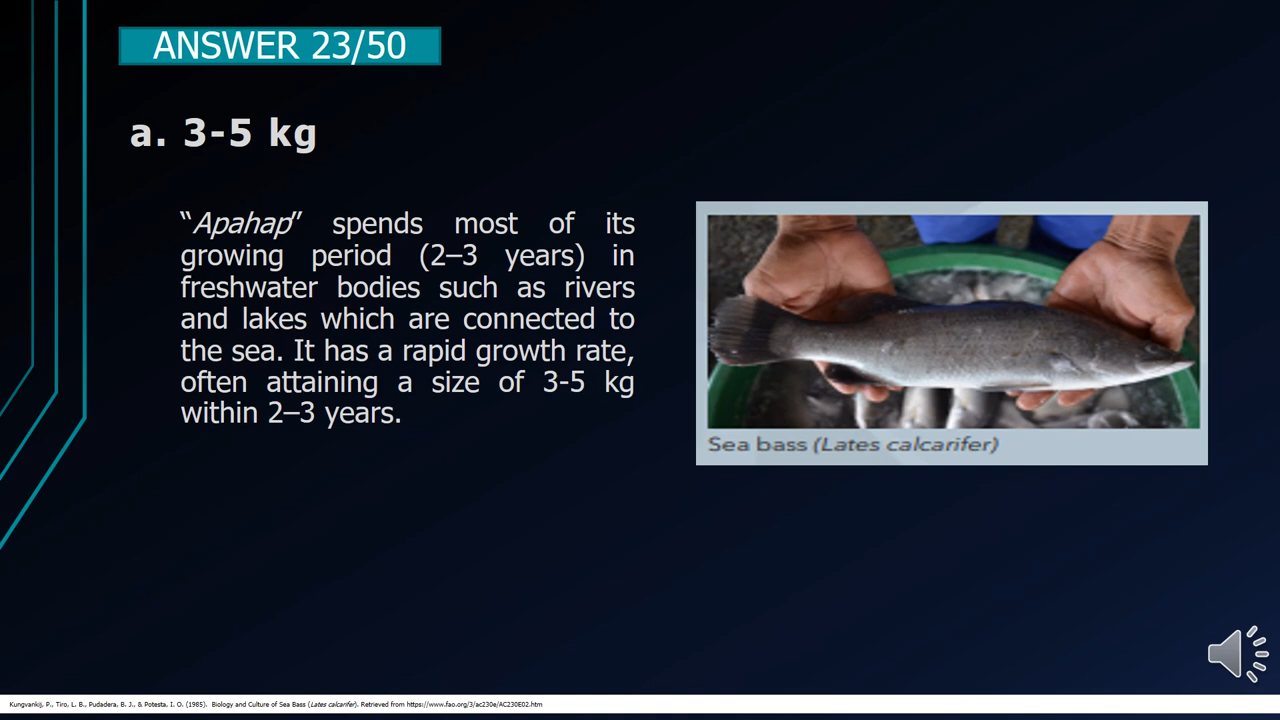 ANSWER 23/50
a. 3-5 kg
“Apahap” spends most of its
growing period (2–3 years) in
freshwater bodies such as rivers
and lakes which are connected to
the sea. It has a rapid growth rate,
often attaining a size of 3-5 kg
within 2–3 years.
Sea bass (Lates calcarifer)
Kungvankij, P., Tiro, L. B., Pudadera, B. J., & Potesta, I. O. (1985). Biology and Culture of Sea Bass (Lates calcarifer). Retrieved from https://www.fao.org/3/ac230e/AC230E02.htm